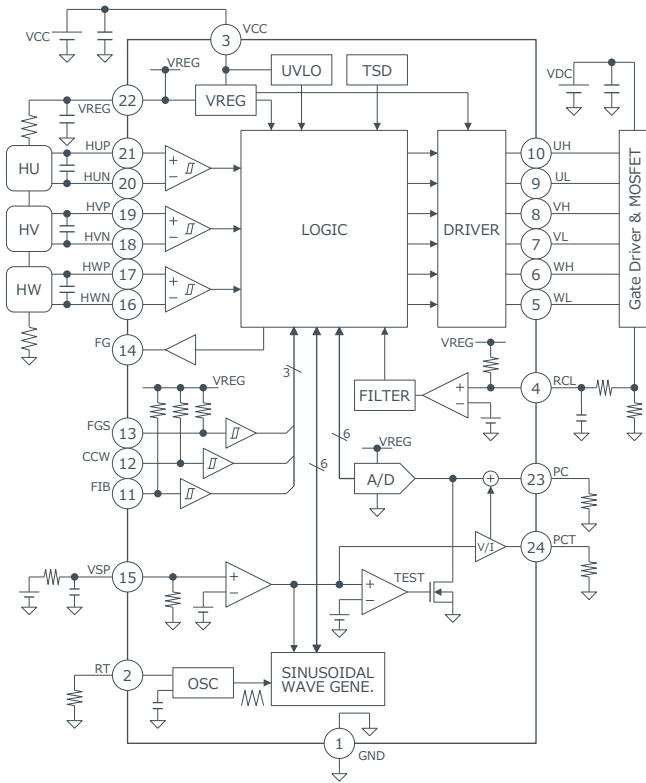 VCC
VCC
3
VREG
UVLO
TSD
VDC
22
VREG
VREG
HUP
21
HU
HUN
20
HVP
19
HV
HVN
18
HWP
17
HW
HWN
16
FG
14
+
−
+
−
+
−
LOGIC
DRIVER
10
UH
9
UL
8
VH
7
VL
6
WH
5
WL
Gate Driver & MOSFET
VREG
3
VREG
FILTER
+
−
4
RCL
FGS
13
CCW
12
FIB
11
6
6
VREG
A/D
+
23
PC
V/I
24
PCT
VSP
15
+
−
+
−
TEST
RT
2
OSC
SINUSOIDAL
WAVE GENE.
1
GND